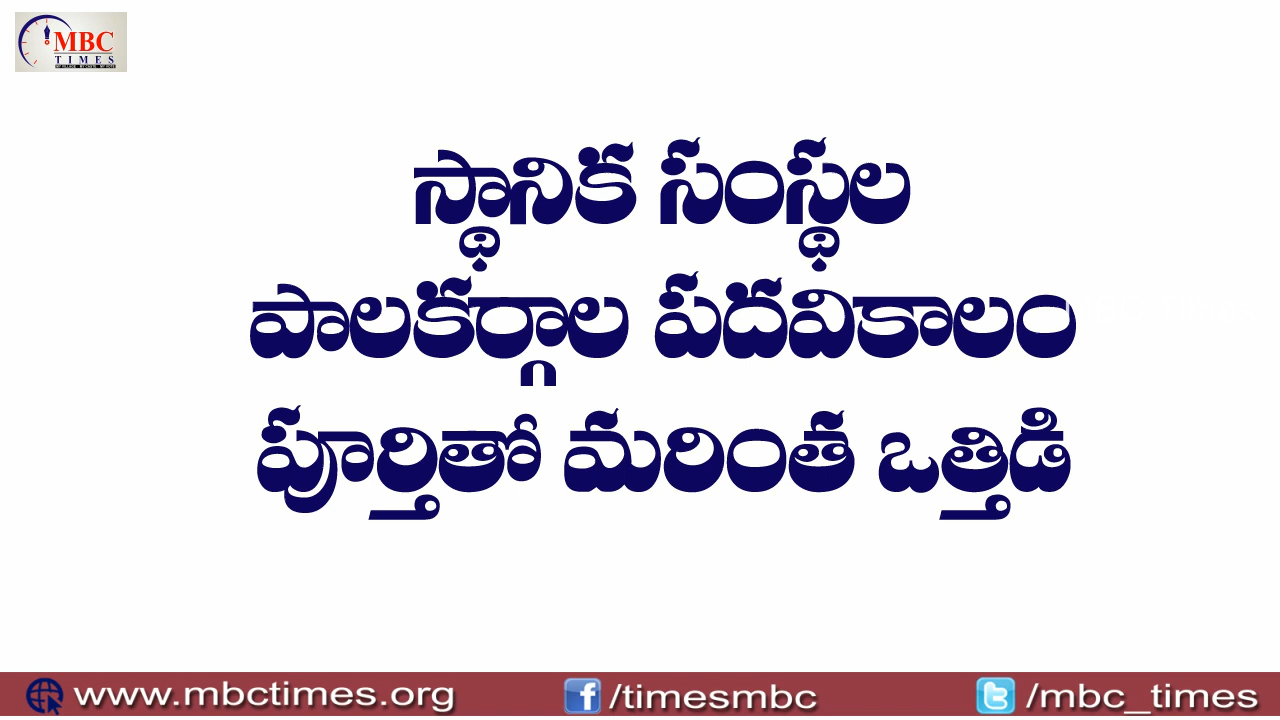 MBC
TIMES
స్థానిక సంస్థల
పాలకర్గాల పదవికాలం
పూర్తితో మరింత ఒత్తిడి
www.mbctimes.org
/timesmbc
/mbc_times